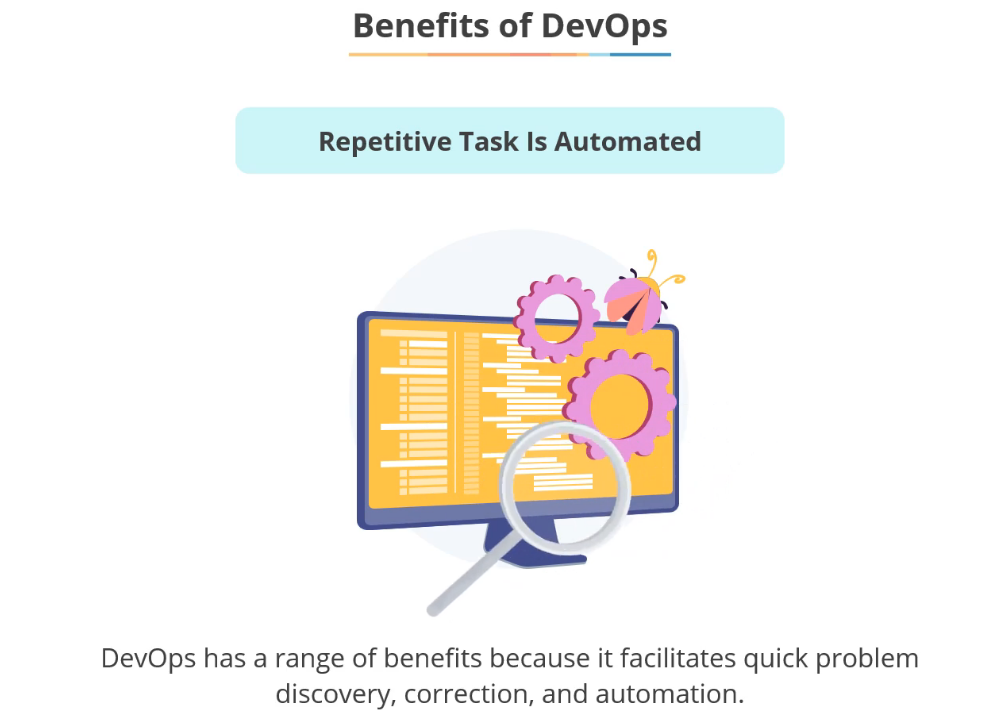 Benefits of DevOps
Repetitive Task Is Automated
DevOps has a range of benefits because it facilitates quick problem
discovery, correction, and automation.